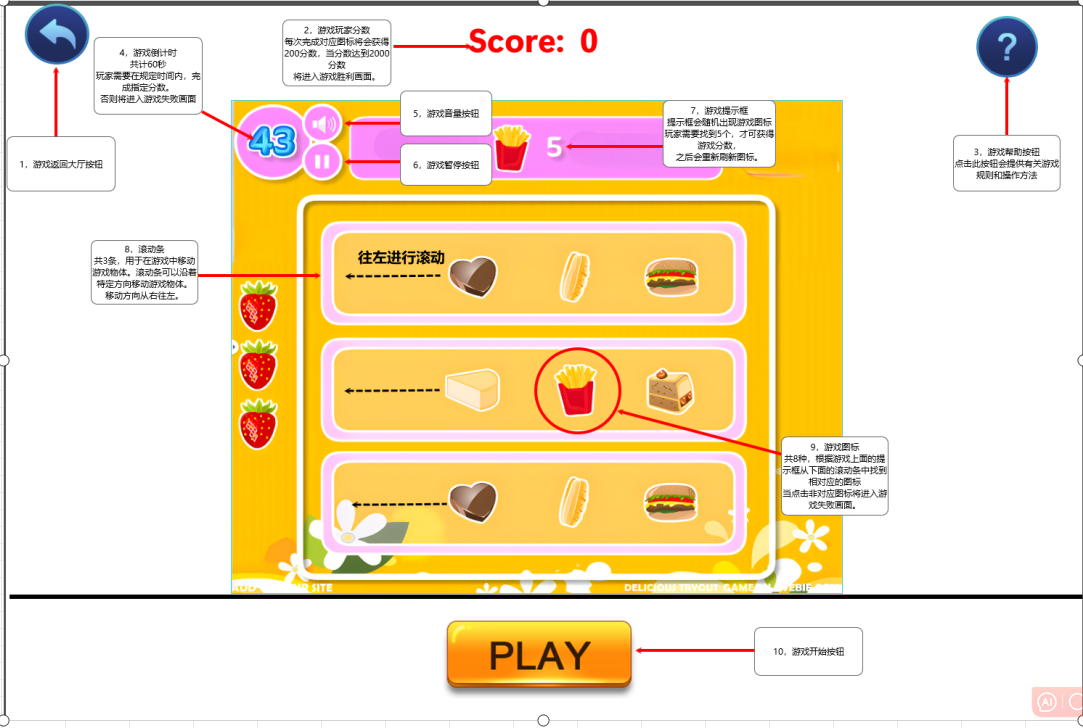 2，游戏玩家分数
每次完成对应图标将会获得
200分数，当分数达到2000
分数
将进入游戏胜利画面。
Score: 0
?
4，游戏倒计时
共计60秒
玩家需要在规定时间内，完
成指定分数。
否则将进入游戏失败画面
5，游戏音量按钮
7，游戏提示框
提示框会随机出现游戏图标
玩家需要找到5个，才可获得
游戏分数，
之后会重新刷新图标。
43
5
1，游戏返回大厅按钮
6，游戏暂停按钮
3，游戏帮助按钮
点击此按钮会提供有关游戏
规则和操作方法
8，滚动条
共3条，用于在游戏中移动
游戏物体。滚动条可以沿着
特定方向移动游戏物体。
移动方向从右往左。
往左进行滚动
9，游戏图标
共8种，根据游戏上面的提
示框从下面的滚动条中找到
相对应的图标
当点击非对应图标将进入游
戏失败画面。
SITE
DELICIOUS TRYOUT GAME
PLAY
10，游戏开始按钮
AI